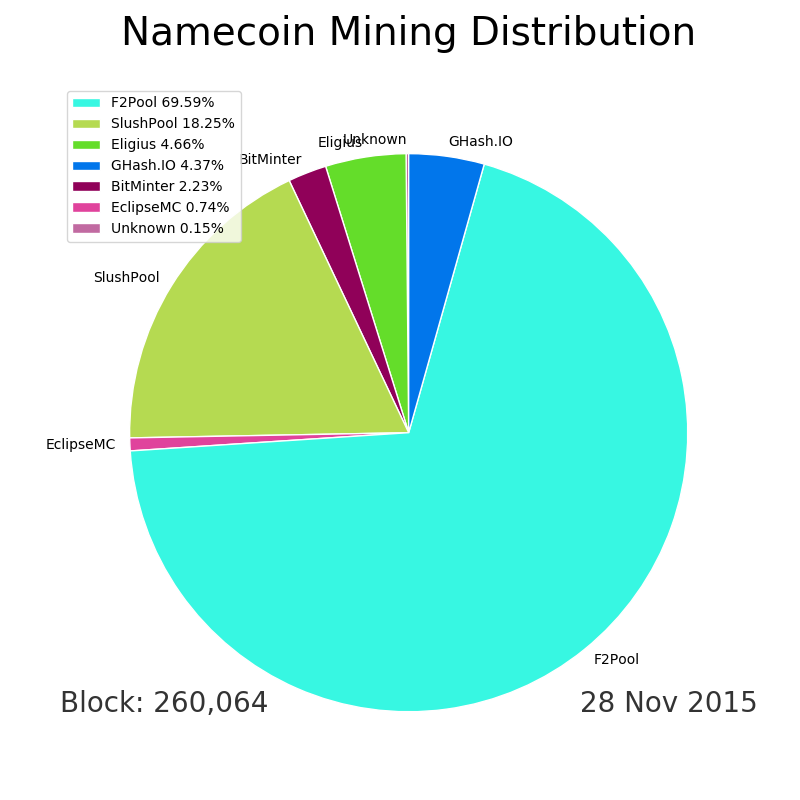 Namecoin Mining Distribution
F2Pool 69.59%
SlushPool 18.25%
Eligius 4.66%
GHash.IO 4.37%
BitMinter 2.23%
EclipseMC 0.74%
Unknown 0.15%
Unknown
GHash.IO
Eligius
BitMinter
SlushPool
EclipseMC
F2Pool
Block: 260,064
28 Nov 2015